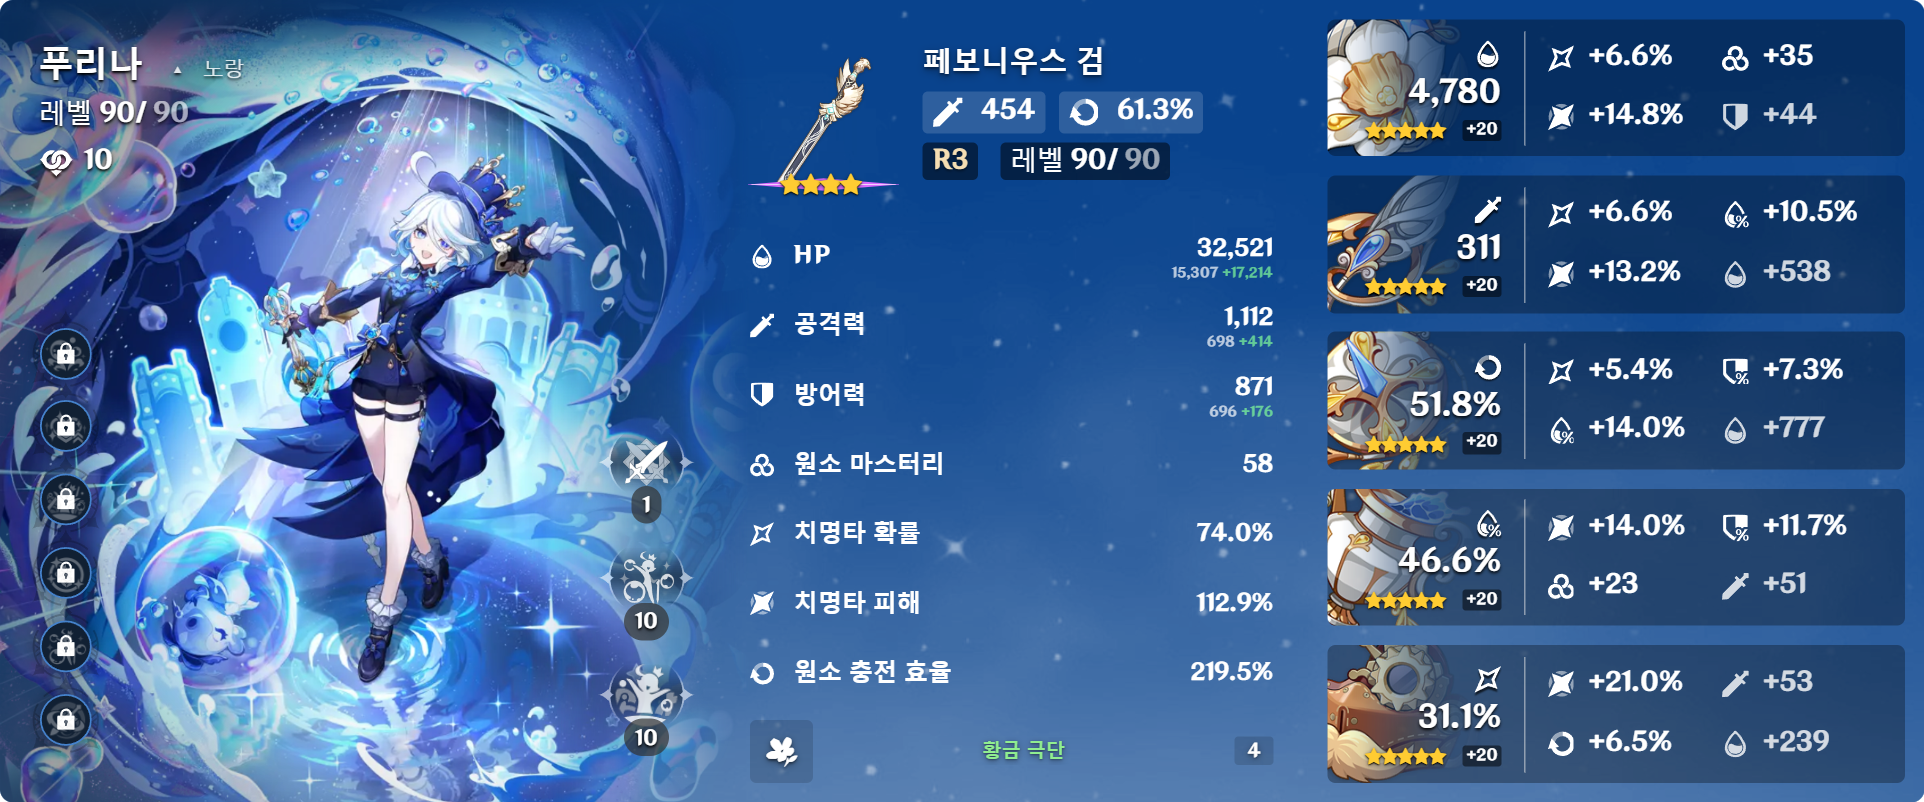 푸리나 노랑
레벨 90/ 90
10
1
10
10
페보니우스 검
454 61.3%
R3 레벨 90/ 90
HP 32,521
15,307 +17,214
공격력 1,112
698 +414
방어력 871
696 +176
원소 마스터리 58
치명타 확률 74.0%
치명타 피해 112.9%
원소 충전 효율 219.5%
황금 극단 4
4,780
+20
+6.6% +35
+14.8% +44
311
+20
+6.6% +10.5%
+13.2% +538
51.8%
+20
+5.4% +7.3%
+14.0% +777
46.6%
+20
+14.0% +11.7%
+23 +51
31.1%
+20
+21.0% +53
+6.5% +239